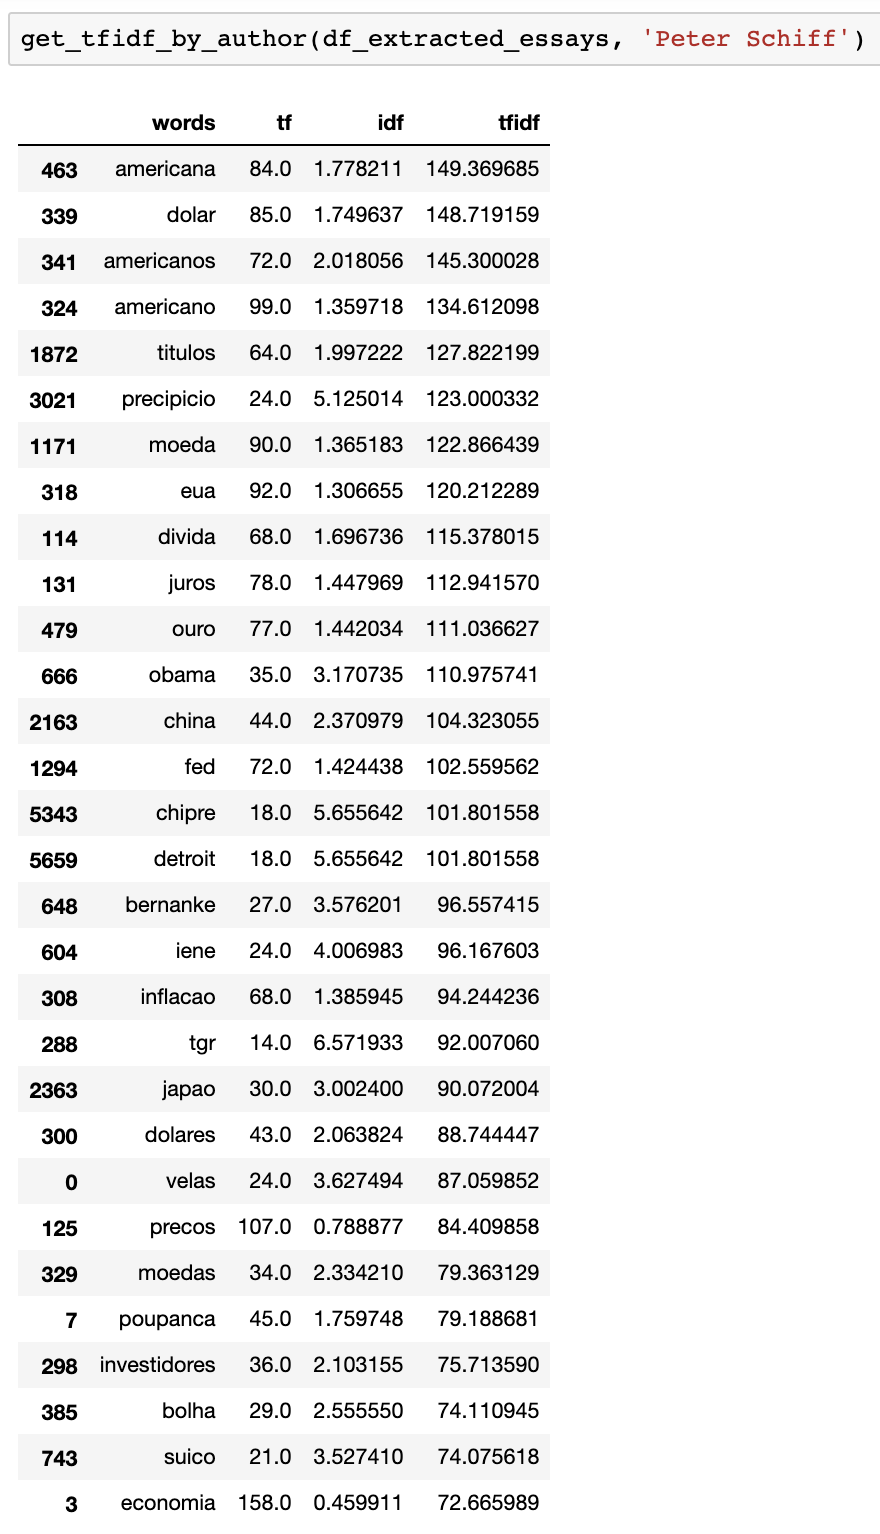 get_tfidf_by_author(df_extracted_essays, 'Peter Schiff')
words tf idf tfidf
463 americana 84.0 1.778211 149.369685
339 dolar 85.0 1.749637 148.719159
341 americanos 72.0 2.018056 145.300028
324 americano 99.0 1.359718 134.612098
1872 titulos 64.0 1.997222 127.822199
3021 precipicio 24.0 5.125014 123.000332
1171 moeda 90.0 1.365183 122.866439
318 eua 92.0 1.306655 120.212289
114 divida 68.0 1.696736 115.378015
131 juros 78.0 1.447969 112.941570
479 ouro 77.0 1.442034 111.036627
666 obama 35.0 3.170735 110.975741
2163 china 44.0 2.370979 104.323055
1294 fed 72.0 1.424438 102.559562
5343 chipre 18.0 5.655642 101.801558
5659 detroit 18.0 5.655642 101.801558
648 bernanke 27.0 3.576201 96.557415
604 iene 24.0 4.006983 96.167603
308 inflacao 68.0 1.385945 94.244236
288 tgr 14.0 6.571933 92.007060
2363 japao 30.0 3.002400 90.072004
300 dolares 43.0 2.063824 88.744447
0 velas 24.0 3.627494 87.059852
125 precos 107.0 0.788877 84.409858
329 moedas 34.0 2.334210 79.363129
7 poupanca 45.0 1.759748 79.188681
298 investidores 36.0 2.103155 75.713590
385 bolha 29.0 2.555550 74.110945
743 suico 21.0 3.527410 74.075618
3 economia 158.0 0.459911 72.665989